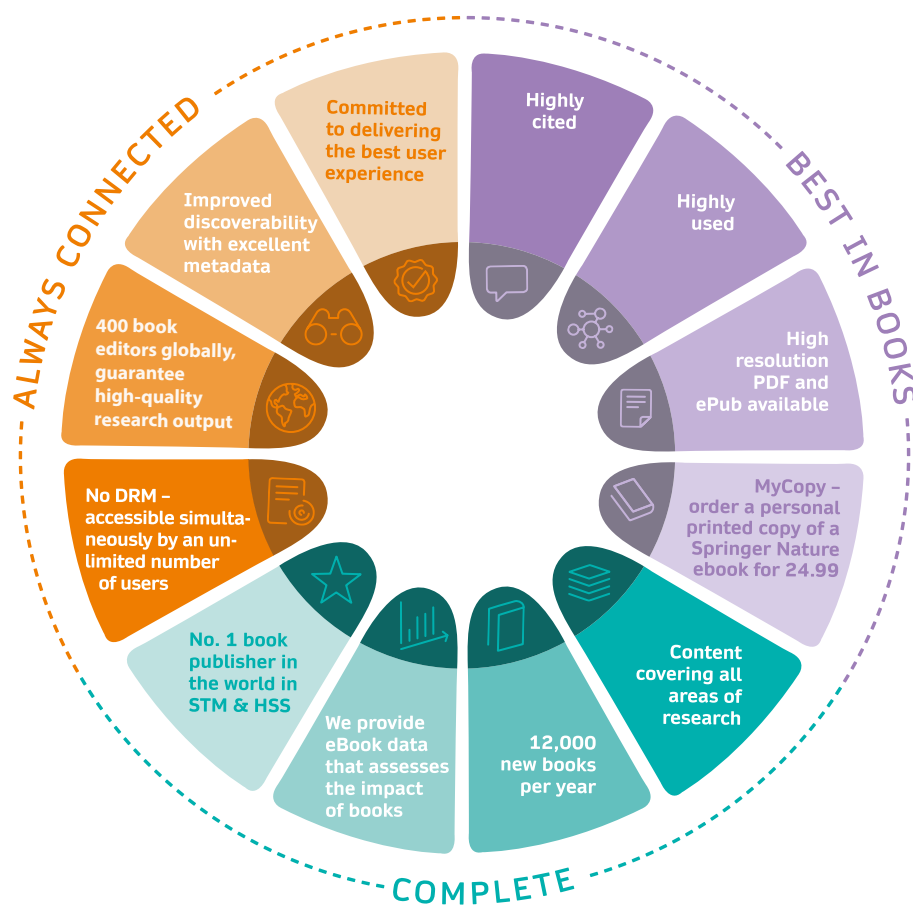 ALWAYS CONNECTED
BEST IN BOOKS
COMPLETE
Highly
cited
Highly
used
High
resolution
PDF and
ePub available
MyCopy –
order a personal
printed copy of a
Springer Nature
ebook for 24.99
Content
covering all
areas of
research
12,000
new books
per year
We provide
eBook data
that assesses
the impact
of books
No. 1 book
publisher in
the world in
STM & HSS
No DRM –
accessible simulta-
neously by an un-
limited number
of users
400 book
editors globally,
guarantee
high-quality
research output
Improved
discoverability
with excellent
metadata
Committed
to delivering
the best user
experience